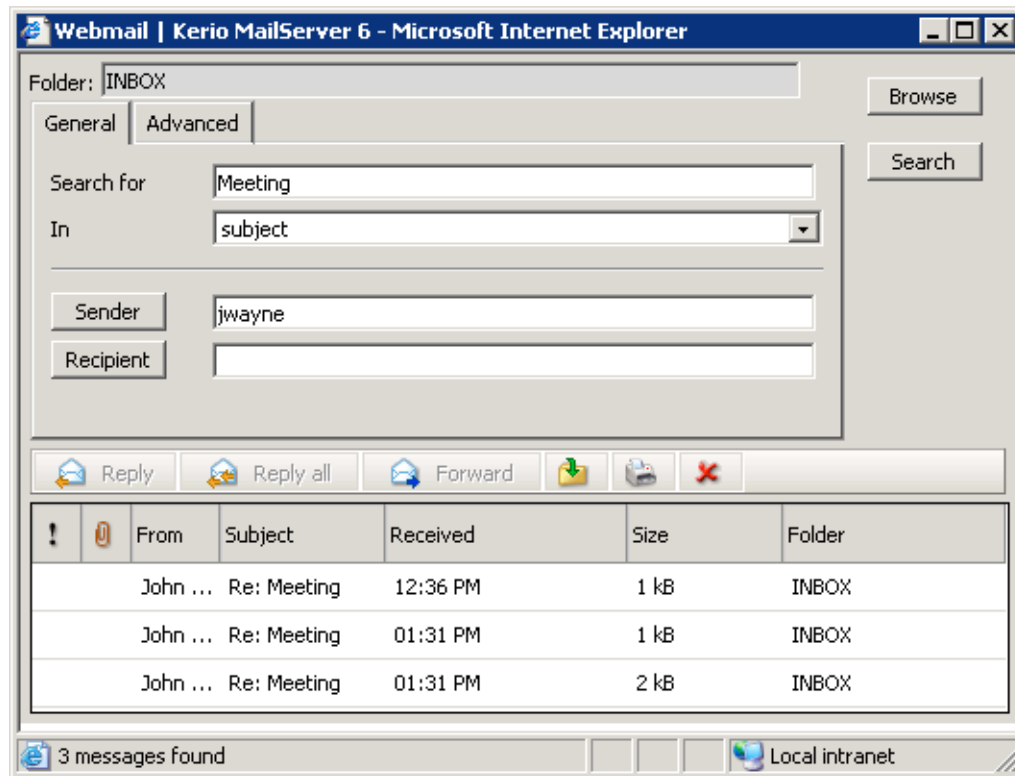 Webmail | Kerio MailServer 6 - Microsoft Internet Explorer
Folder: INBOX
Browse
General Advanced
Search
Search for Meeting
In subject
Sender jwayne
Recipient
Reply Reply all Forward
! From Subject Received Size Folder
John ... Re: Meeting 12:36 PM 1 kB INBOX
John ... Re: Meeting 01:31 PM 1 kB INBOX
John ... Re: Meeting 01:31 PM 2 kB INBOX
3 messages found Local intranet